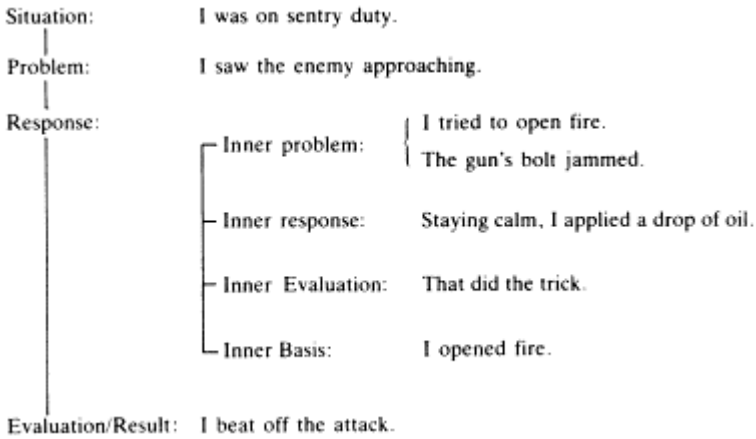 Situation: I was on sentry duty.
Problem: I saw the enemy approaching.
Response:
Inner problem: I tried to open fire.
The gun's bolt jammed.
Inner response: Staying calm, I applied a drop of oil.
Inner Evaluation: That did the trick.
Inner Basis: I opened fire.
Evaluation/Result: I beat off the attack.